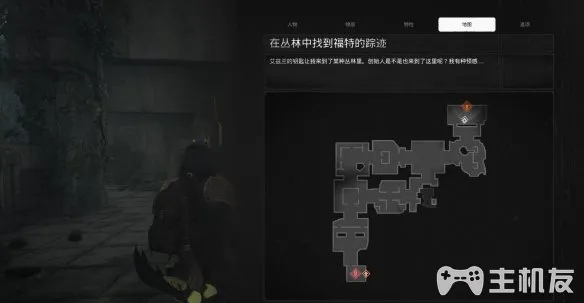 人物 物品 特性 地图 选项
在丛林中找到福特的踪迹
艾兹兰的钥匙让我来到了某种丛林里。创始人是不是也来到了这里呢？我有种预感...
主机友